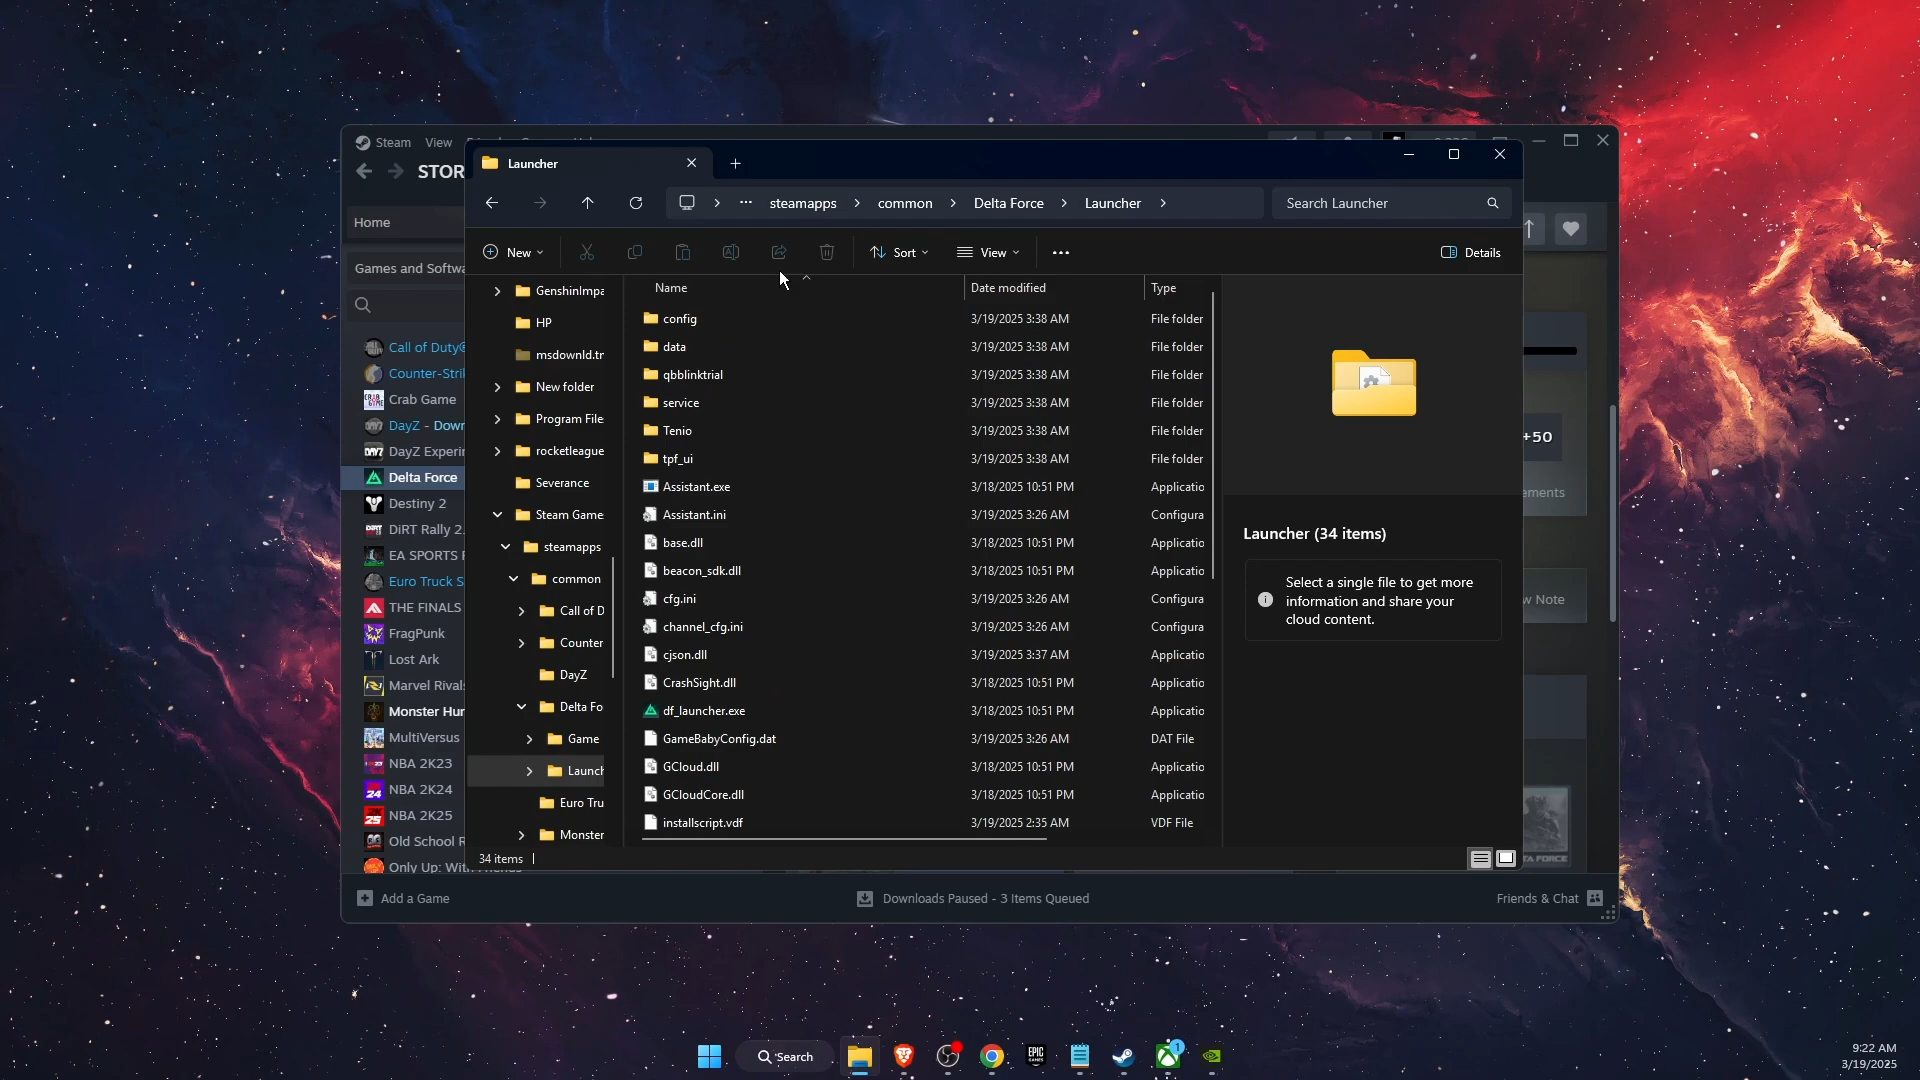 Steam View
STOR
Home
Games and Softwa
Call of Duty®
Counter-Strik
Crab Game
DayZ - Down
DayZ Experin
Delta Force
Destiny 2
DiRT Rally 2.
EA SPORTS F
Euro Truck S
THE FINALS
FragPunk
Lost Ark
Marvel Rivals
Monster Hun
MultiVersus
NBA 2K23
NBA 2K24
NBA 2K25
Old School R
Only Up: With Friends
Add a Game
Downloads Paused - 3 Items Queued
Friends & Chat
+50
ements
w Note
Launcher
steamapps > common > Delta Force > Launcher >
Search Launcher
New
Sort
View
Details
GenshinImpa
HP
msdownld.tr
New folder
Program File
rocketleague
Severance
Steam Game
steamapps
common
Call of D
Counter
DayZ
Delta Fo
Game
Launch
Euro Tru
Monster
Name Date modified Type
config 3/19/2025 3:38 AM File folder
data 3/19/2025 3:38 AM File folder
qbblinktrial 3/19/2025 3:38 AM File folder
service 3/19/2025 3:38 AM File folder
Tenio 3/19/2025 3:38 AM File folder
tpf_ui 3/19/2025 3:38 AM File folder
Assistant.exe 3/18/2025 10:51 PM Applicatio
Assistant.ini 3/19/2025 3:26 AM Configura
base.dll 3/18/2025 10:51 PM Applicatio
beacon_sdk.dll 3/18/2025 10:51 PM Applicatio
cfg.ini 3/19/2025 3:26 AM Configura
channel_cfg.ini 3/19/2025 3:26 AM Configura
cjson.dll 3/19/2025 3:37 AM Applicatio
CrashSight.dll 3/18/2025 10:51 PM Applicatio
df_launcher.exe 3/18/2025 10:51 PM Applicatio
GameBabyConfig.dat 3/19/2025 3:26 AM DAT File
GCloud.dll 3/18/2025 10:51 PM Applicatio
GCloudCore.dll 3/18/2025 10:51 PM Applicatio
installscript.vdf 3/19/2025 2:35 AM VDF File
Launcher (34 items)
Select a single file to get more
information and share your
cloud content.
34 items
Search
EPIC
GAMES
1
9:22 AM
3/19/2025